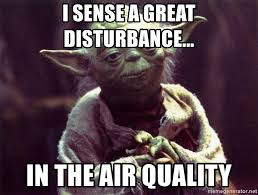 I SENSE A GREAT
DISTURBANCE...
IN THE AIR QUALITY
memegenerator.net